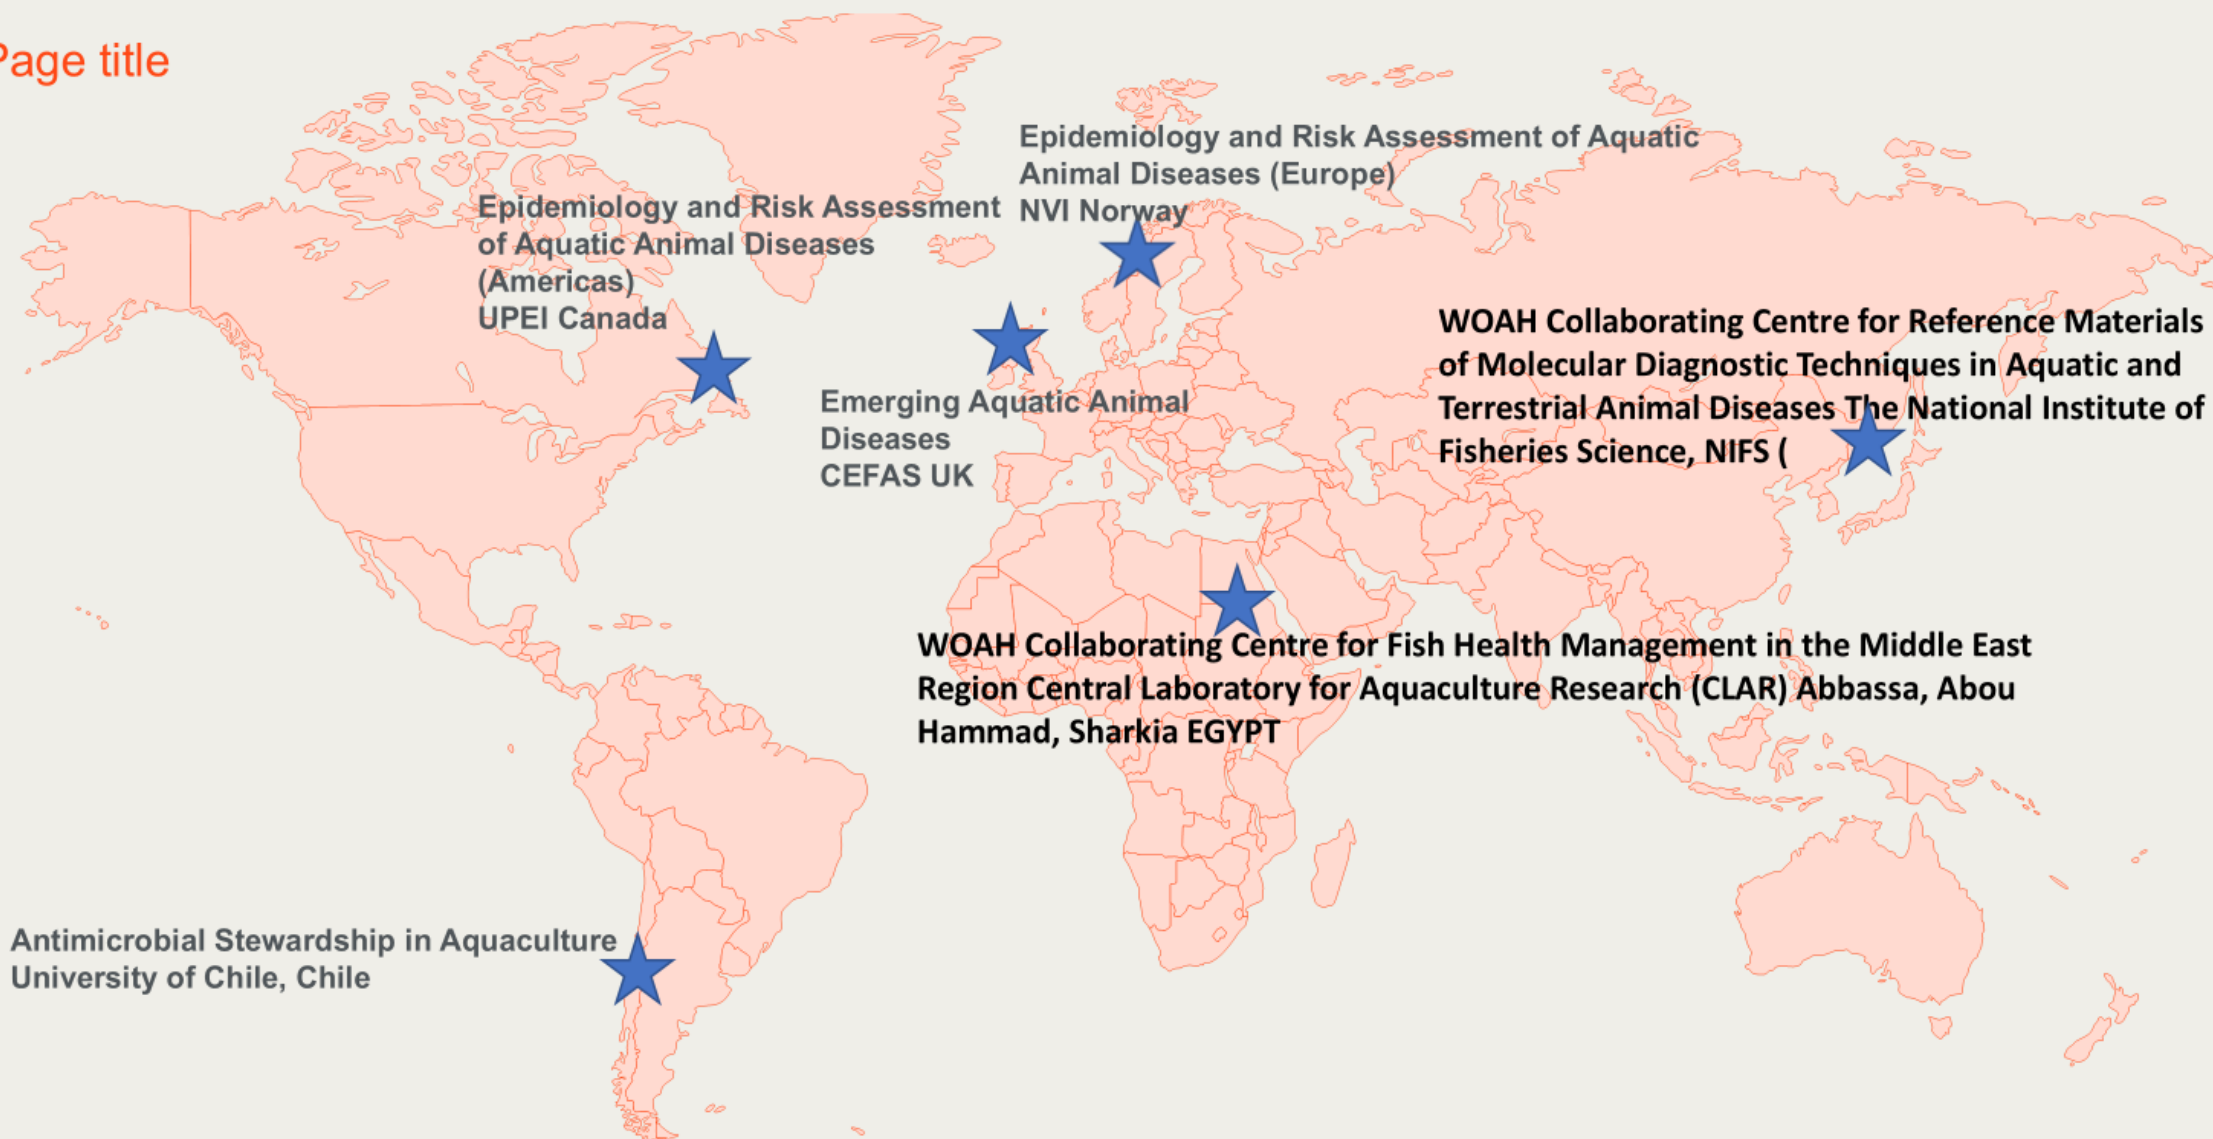 Page title
Epidemiology and Risk Assessment of Aquatic
Animal Diseases (Europe)
NVI Norway
Epidemiology and Risk Assessment
of Aquatic Animal Diseases
(Americas)
UPEI Canada
WOAH Collaborating Centre for Reference Materials
of Molecular Diagnostic Techniques in Aquatic and
Terrestrial Animal Diseases The National Institute of
Fisheries Science, NIFS (
Emerging Aquatic Animal
Diseases
CEFAS UK
WOAH Collaborating Centre for Fish Health Management in the Middle East
Region Central Laboratory for Aquaculture Research (CLAR) Abbassa, Abou
Hammad, Sharkia EGYPT
Antimicrobial Stewardship in Aquaculture
University of Chile, Chile